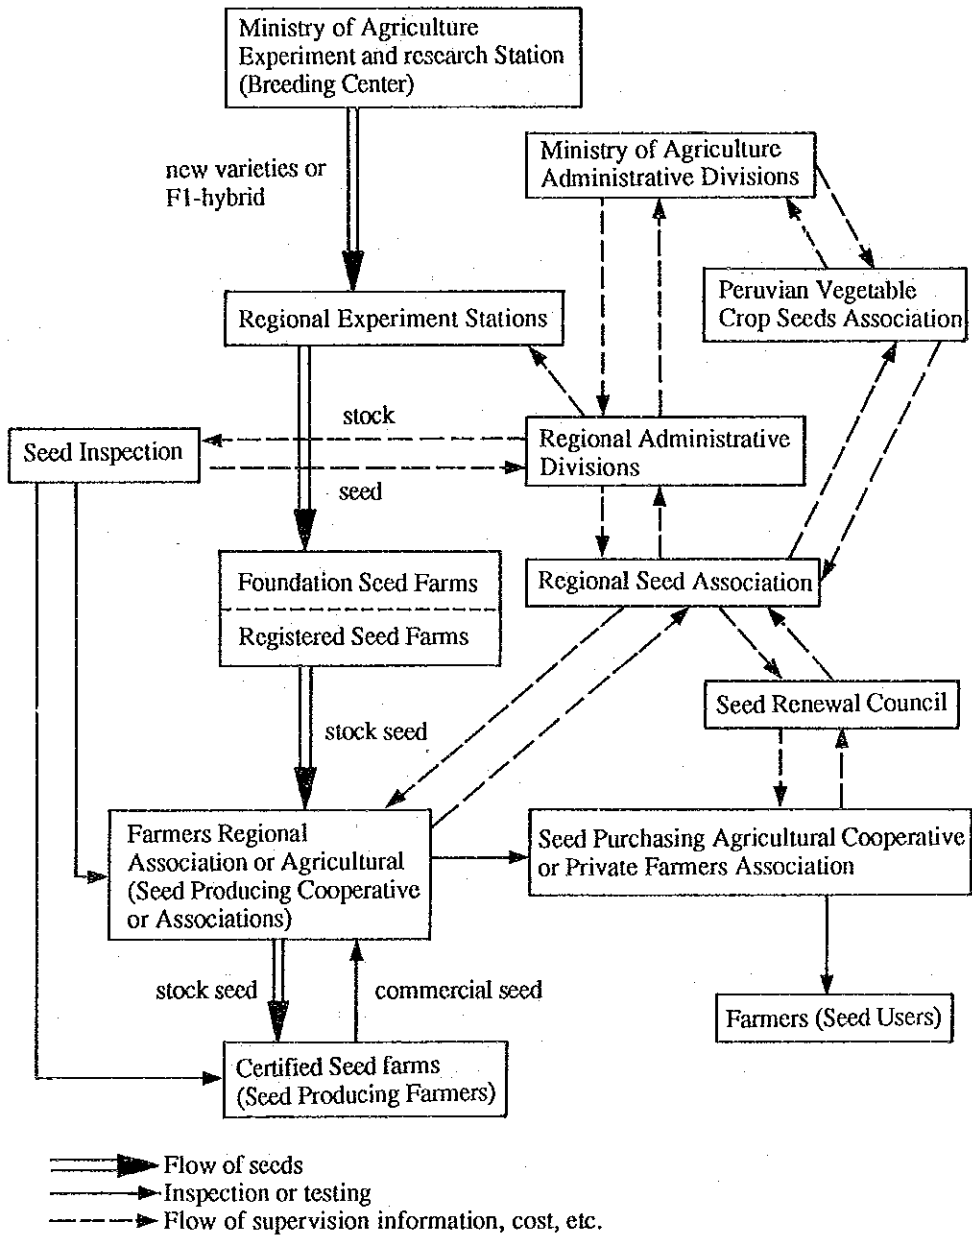 Ministry of Agriculture
Experiment and research Station
(Breeding Center)
new varieties or
F1-hybrid
Ministry of Agriculture
Administrative Divisions
Peruvian Vegetable
Crop Seeds Association
Regional Experiment Stations
stock
seed
Seed Inspection
Regional Administrative
Divisions
Foundation Seed Farms
Registered Seed Farms
Regional Seed Association
stock seed
Seed Renewal Council
Farmers Regional
Association or Agricultural
(Seed Producing Cooperative
or Associations)
Seed Purchasing Agricultural Cooperative
or Private Farmers Association
stock seed
commercial seed
Farmers (Seed Users)
Certified Seed farms
(Seed Producing Farmers)
Flow of seeds
Inspection or testing
Flow of supervision information, cost, etc.